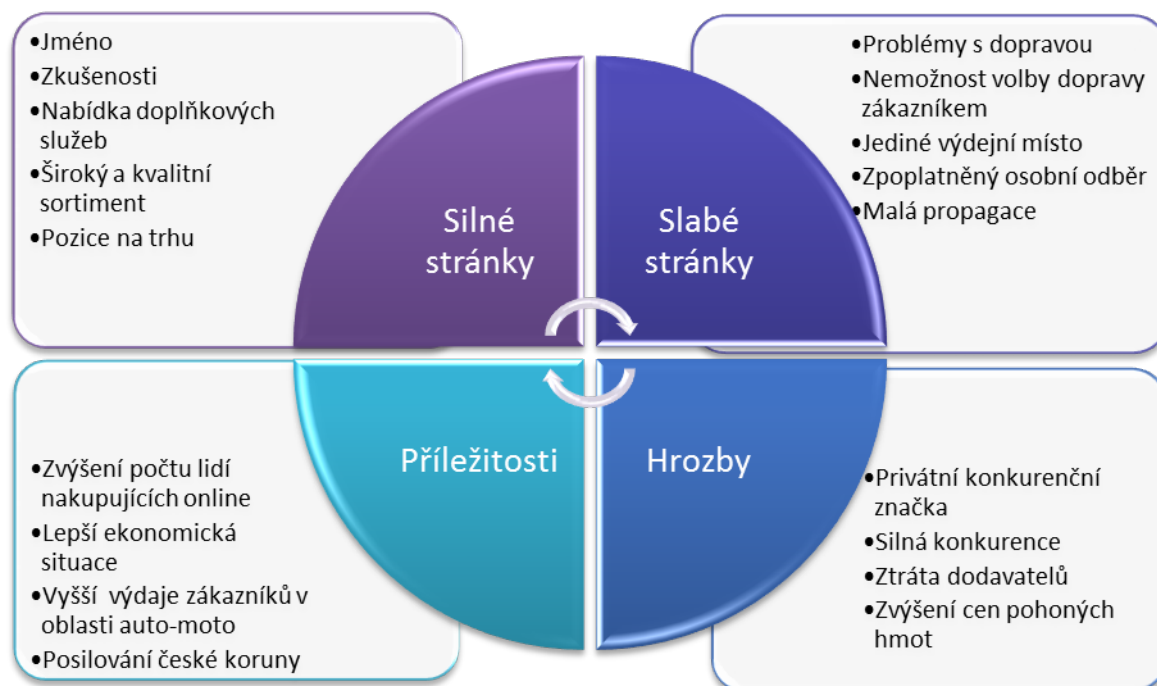 •Jméno
•Zkušenosti
•Nabídka doplňkových
služeb
•Široký a kvalitní
sortiment
•Pozice na trhu
Silné
stránky
•Problémy s dopravou
•Nemožnost volby dopravy
zákazníkem
•Jediné výdejní místo
•Zpoplatněný osobní odběr
•Malá propagace
Slabé
stránky
•Zvýšení počtu lidí
nakupujících online
•Lepší ekonomická
situace
•Vyšší výdaje zákazníků v
oblasti auto-moto
•Posilování české koruny
Příležitosti
Hrozby
•Privátní konkurenční
značka
•Silná konkurence
•Ztráta dodavatelů
•Zvýšení cen pohoných
hmot